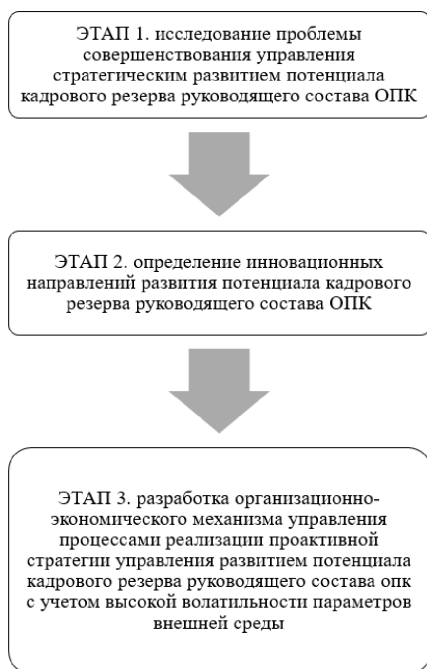 ЭТАП 1. исследование проблемы
совершенствования управления
стратегическим развитием потенциала
кадрового резерва руководящего состава ОПК
ЭТАП 2. определение инновационных
направлений развития потенциала кадрового
резерва руководящего состава ОПК
ЭТАП 3. разработка организационно-
экономического механизма управления
процессами реализации проактивной
стратегии управления развитием потенциала
кадрового резерва руководящего состава опк
с учетом высокой волатильности параметров
внешней среды